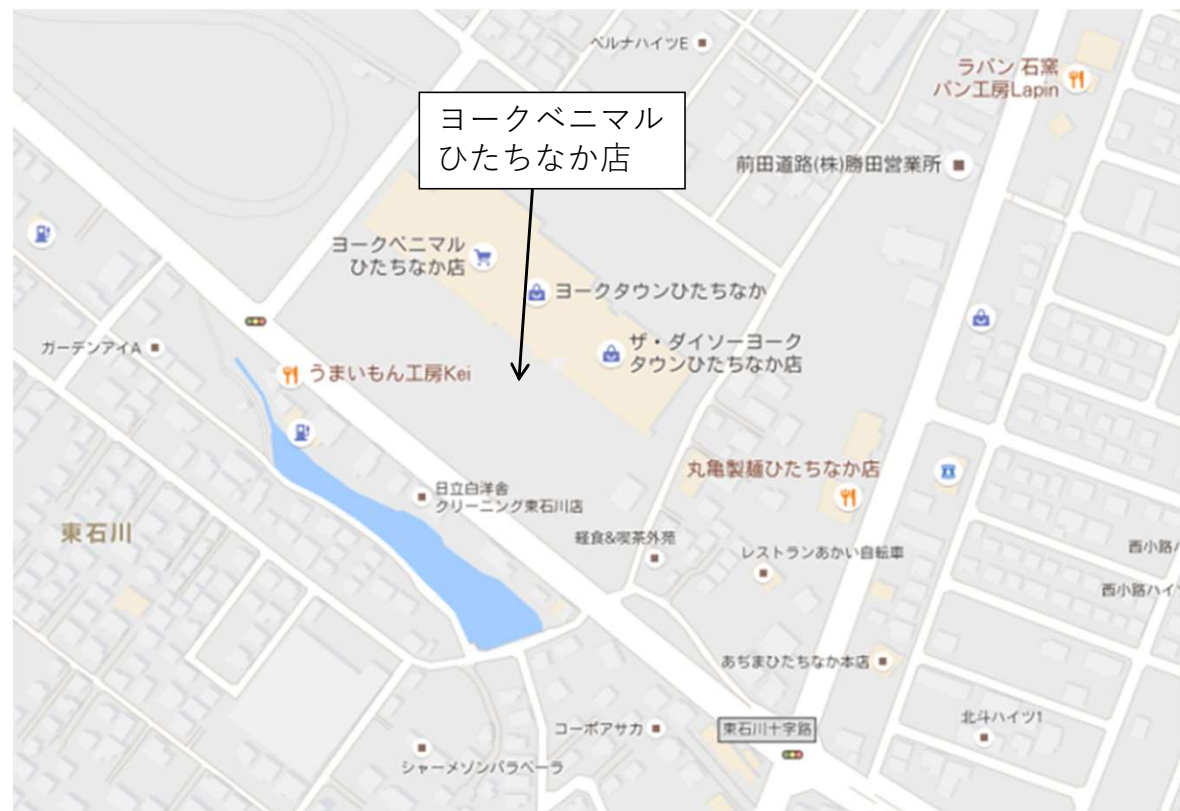 ベルナハイツE
ラパン 石窯
パン工房Lapin
ヨークベニマル
ひたちなか店
前田道路(株)勝田営業所
ヨークベニマル
ひたちなか店
ヨークタウンひたちなか
ザ・ダイソーヨーク
タウンひたちなか店
ガーデンアイA
うまいもん工房Kei
丸亀製麺ひたちなか店
日立白洋舎
クリーニング東石川店
東石川
軽食&喫茶外苑
レストランあかい自転車
西小路ハ
西小路ハイツ
あぢまひたちなか本店
コーポアサカ
東石川十字路
北斗ハイツ1
シャーメゾンパラベーラ